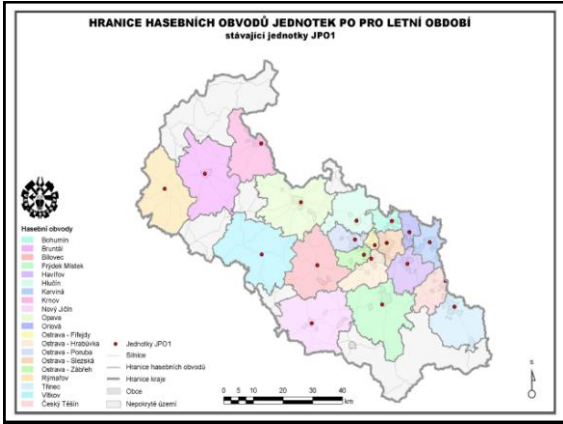 HRANICE HASEBNÍCH OBVODŮ JEDNOTEK PO PRO LETNÍ OBDOBÍ
stávající jednotky JPO1
Hasební obvody
Bohumín
Bruntál
Bílovec
Frýdek Místek
Havířov
Hlučín
Karviná
Krnov
Nový Jičín
Opava
Orlová
Ostrava - Fifejdy
Ostrava - Hrabůvka
Ostrava - Poruba
Ostrava - Slezská
Ostrava - Zábřeh
Rýmařov
Třinec
Vítkov
Český Těšín
Jednotky JPO1
Silnice
Hranice hasebních obvodů
Hranice kraje
Obce
Nepokryté území
0 5 10 20 30 40
km
S